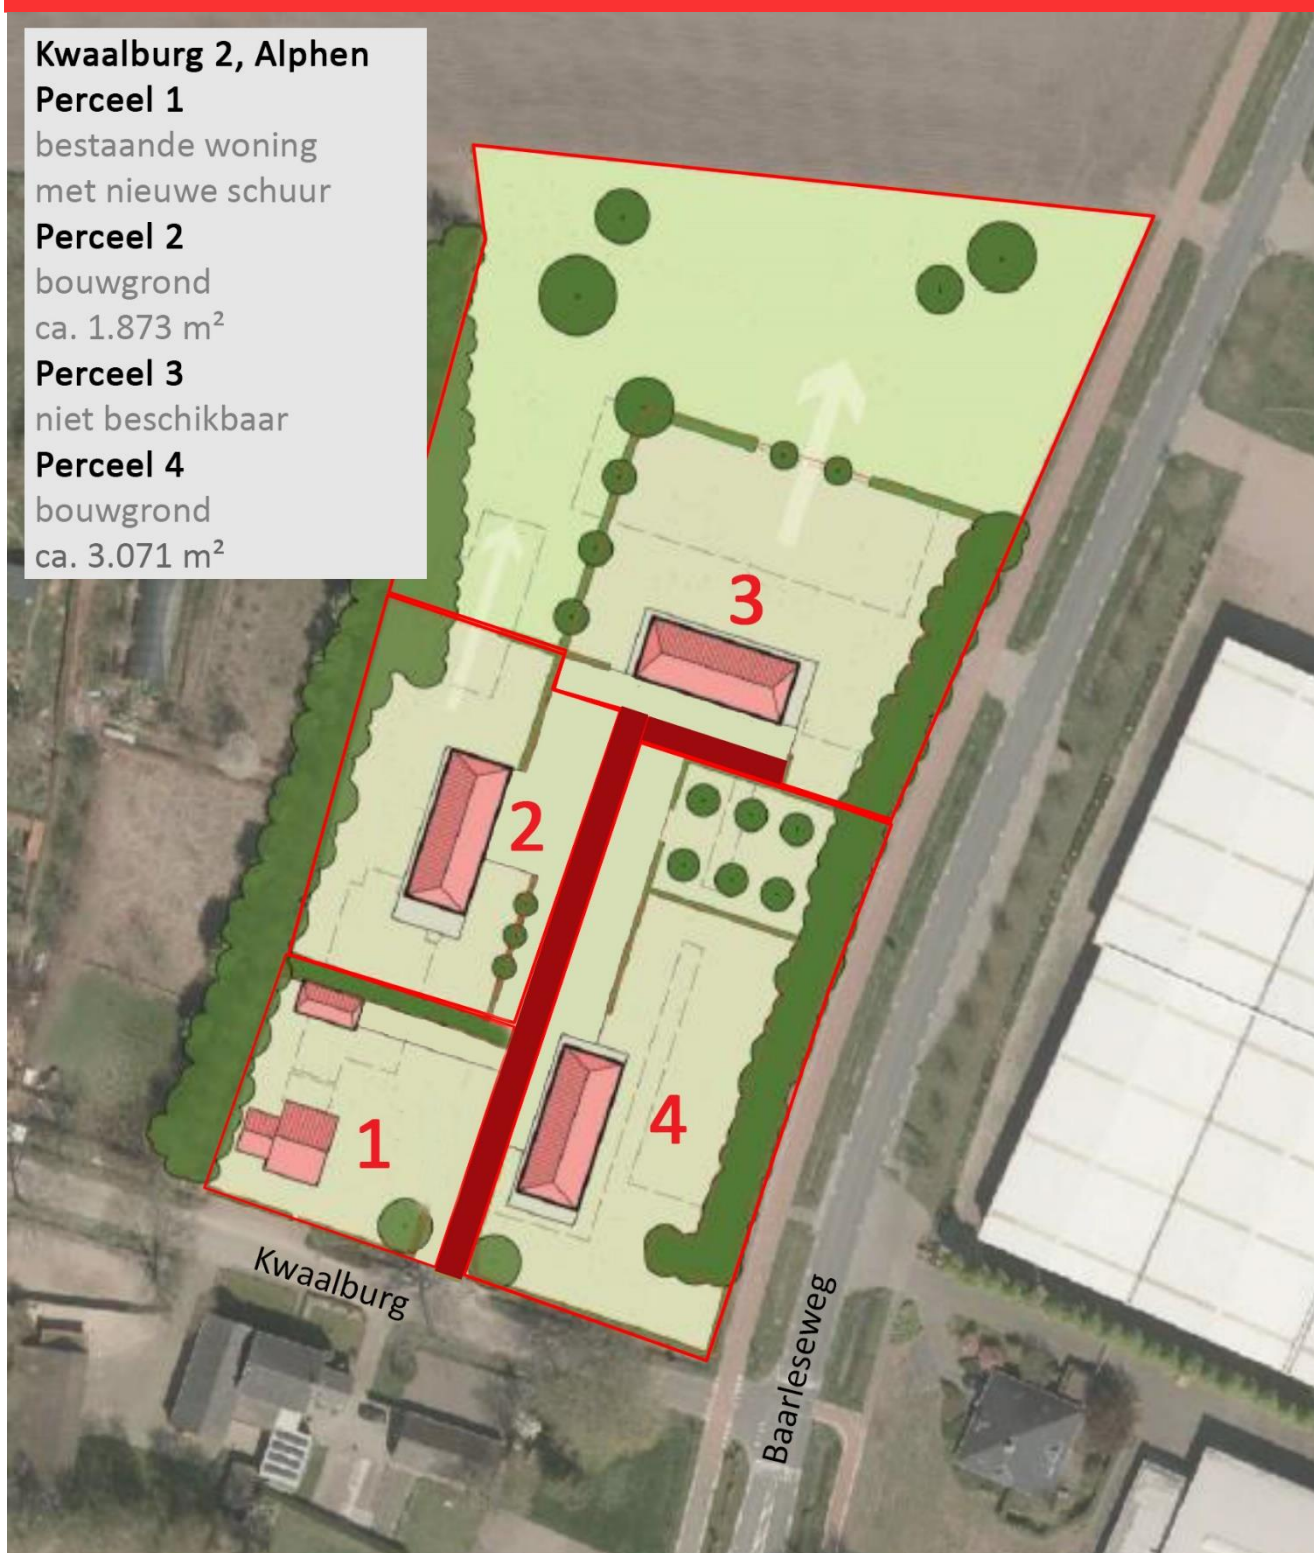 Kwaalburg 2, Alphen
Perceel 1
bestaande woning
met nieuwe schuur
Perceel 2
bouwgrond
ca. 1.873 m²
Perceel 3
niet beschikbaar
Perceel 4
bouwgrond
ca. 3.071 m²
3
2
1
4
Kwaalburg
Baarleseweg